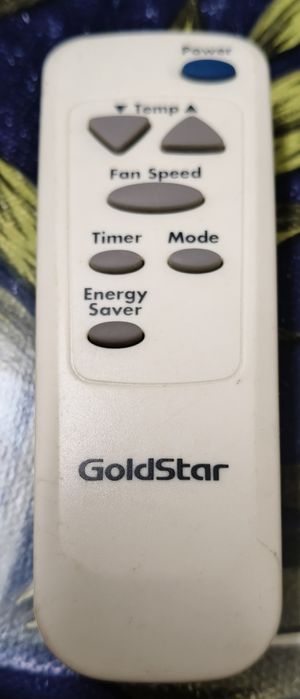 Power
▼ Temp ▲
Fan Speed
Timer Mode
Energy
Saver
GoldStar